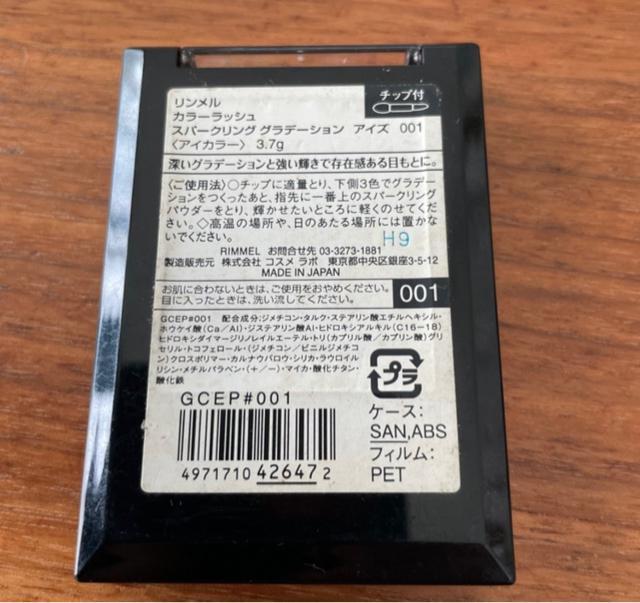 チップ付
リンメル
カラーラッシュ
スパークリング グラデーション アイズ 001
〈アイカラー〉 3.7g
深いグラデーションと強い輝きで存在感ある目もとに。
〈ご使用法〉○チップに適量とり、下側3色でグラデー
ションをつくったあと、指先に一番上のスパークリング
パウダーをとり、輝かせたいところに軽くのせてくだ
さい。◇高温の場所や、日のあたる場所には置かな
いでください。
H9
RIMMEL お問合せ先 03-3273-1881
製造販売元 株式会社 コスメ ラボ 東京都中央区銀座3-5-12
MADE IN JAPAN
お肌に合わないときは、ご使用をおやめください。
目に入ったときは、洗い流してください。
001
GCEP#001 配合成分;ジメチコン・タルク・ステアリン酸エチルヘキシル・
ホウケイ酸(Ca/Al)・ジステアリン酸Al・ヒドロキシアルキル(C16-18)
ヒドロキシダイマージリノレイルエーテル・トリ(カプリル酸/カプリン酸)グリ
セリル・トコフェロール・(ジメチコン/ビニルジメチコ
ン)クロスポリマー・カルナウバロウ・シリカ・ラウロイル
リシン・メチルパラベン・(+/-)・マイカ・酸化チタン・
酸化鉄
プラ
GCEP#001
ケース:
SAN,ABS
フィルム:
PET
4971710 426472